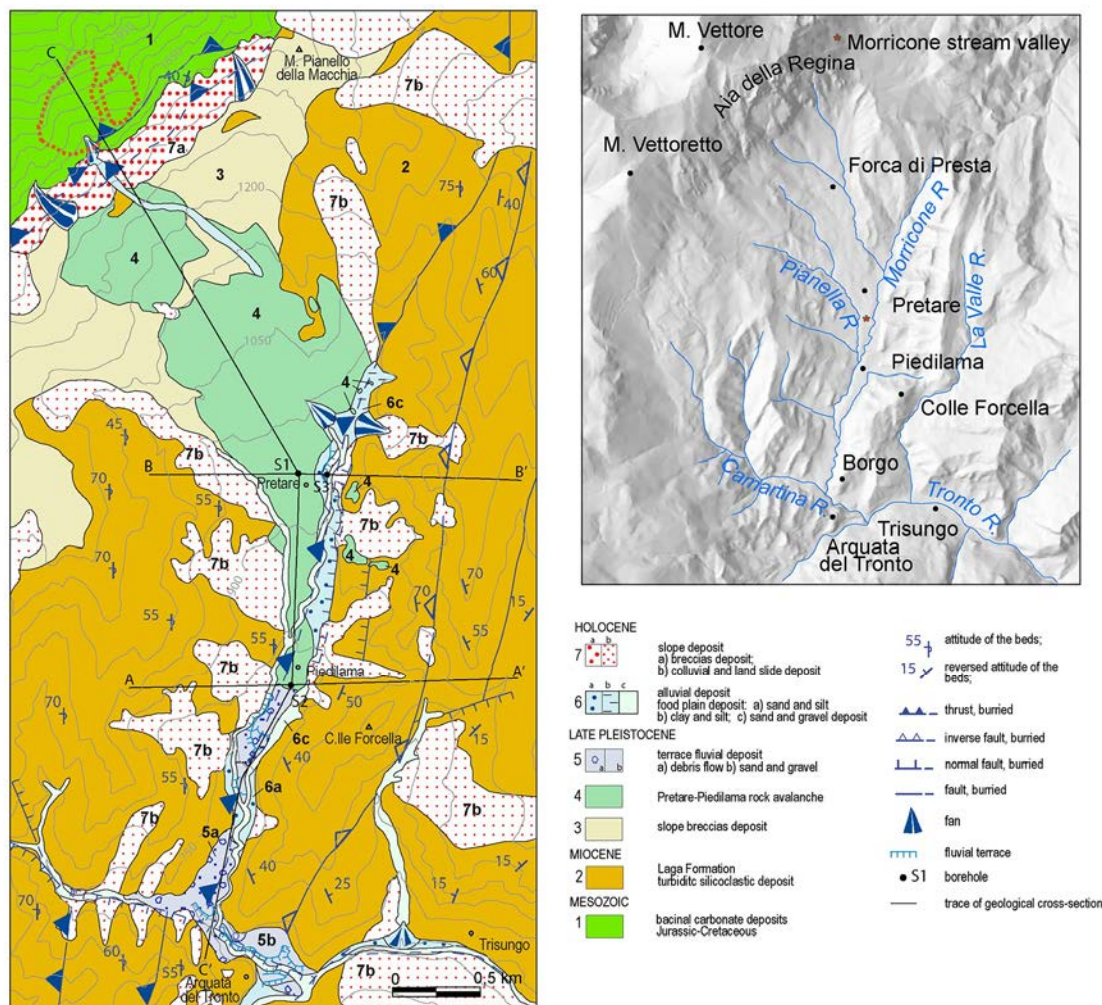 1
C
40
M. Pianello
della Macchia
7b
7a
3
2
1200
75
40
7b
4
60
4
1050
4
6c
45
7b
7b
70
B
S1
B'
55
Pretare
S3
4
70
7b
7b
4
4
70
900
70
55
15
55
7b
Piedilama
A
A'
S2
50
70
7b
6c
C.lle Forcella
15
40
55
6a
7b
7b
5a
40
15
70
25
15
5b
Trisungo
60
C'
7b
55
Arquata
del Tronto
0
0,5 km
M. Vettore
Morricone stream valley
Aia della Regina
M. Vettoretto
Forca di Presta
Morricone R
Pianella R
La Valle R.
Pretare
Piedilama
Colle Forcella
Borgo
Camartina R.
Tronto R.
Trisungo
Arquata
del Tronto
HOLOCENE
a b
7 slope deposit
a) breccias deposit;
b) colluvial and land slide deposit
a b c
6 alluvial deposit
food plain deposit: a) sand and silt
b) clay and silt; c) sand and gravel deposit
LATE PLEISTOCENE
5 a b terrace fluvial deposit
a) debris flow b) sand and gravel
4 Pretare-Piedilama rock avalanche
3 slope breccias deposit
MIOCENE
2 Laga Formation
turbiditc silicoclastic deposit
MESOZOIC
1 bacinal carbonate deposits
Jurassic-Cretaceous
55 attitude of the beds;
15 reversed attitude of the
beds;
thrust, burried
inverse fault, burried
normal fault, burried
fault, burried
fan
fluvial terrace
S1 borehole
trace of geological cross-section